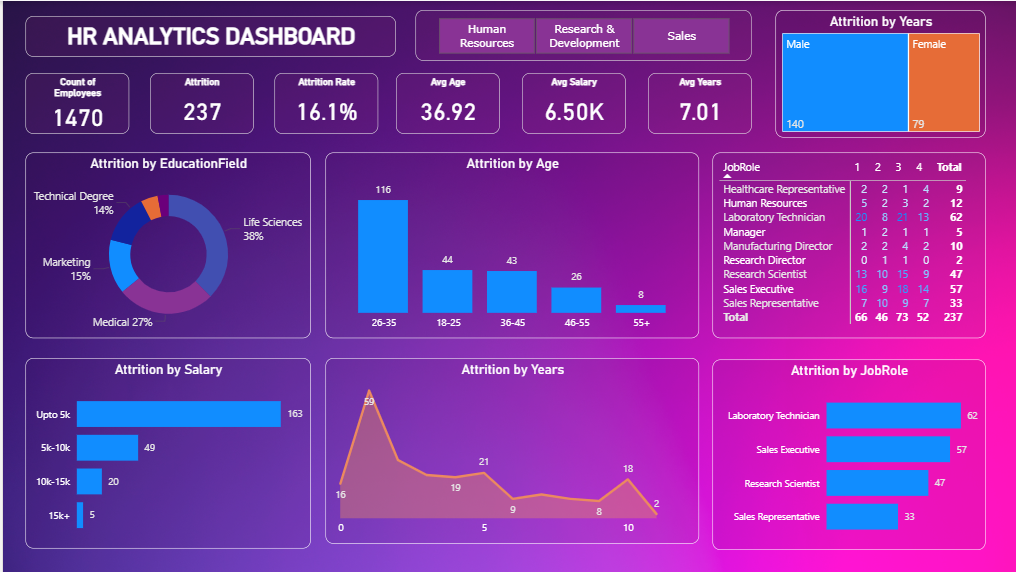 HR ANALYTICS DASHBOARD
Human
Resources
Research &
Development
Sales
Attrition by Years
Male
Female
140
79
Count of
Employees
1470
Attrition
237
Attrition Rate
16.1%
Avg Age
36.92
Avg Salary
6.50K
Avg Years
7.01
Attrition by EducationField
Technical Degree
14%
Life Sciences
38%
Marketing
15%
Medical 27%
Attrition by Age
116
44
43
26
8
26-35
18-25
36-45
46-55
55+
JobRole 1 2 3 4 Total
Healthcare Representative 2 2 1 4 9
Human Resources 5 2 3 2 12
Laboratory Technician 20 8 21 13 62
Manager 1 2 1 1 5
Manufacturing Director 2 2 4 2 10
Research Director 0 1 1 0 2
Research Scientist 13 10 15 9 47
Sales Executive 16 9 18 14 57
Sales Representative 7 10 9 7 33
Total 66 46 73 52 237
Attrition by Salary
Upto 5k 163
5k-10k 49
10k-15k 20
15k+ 5
Attrition by Years
59
16
19
21
9
8
18
2
0
5
10
Attrition by JobRole
Laboratory Technician 62
Sales Executive 57
Research Scientist 47
Sales Representative 33